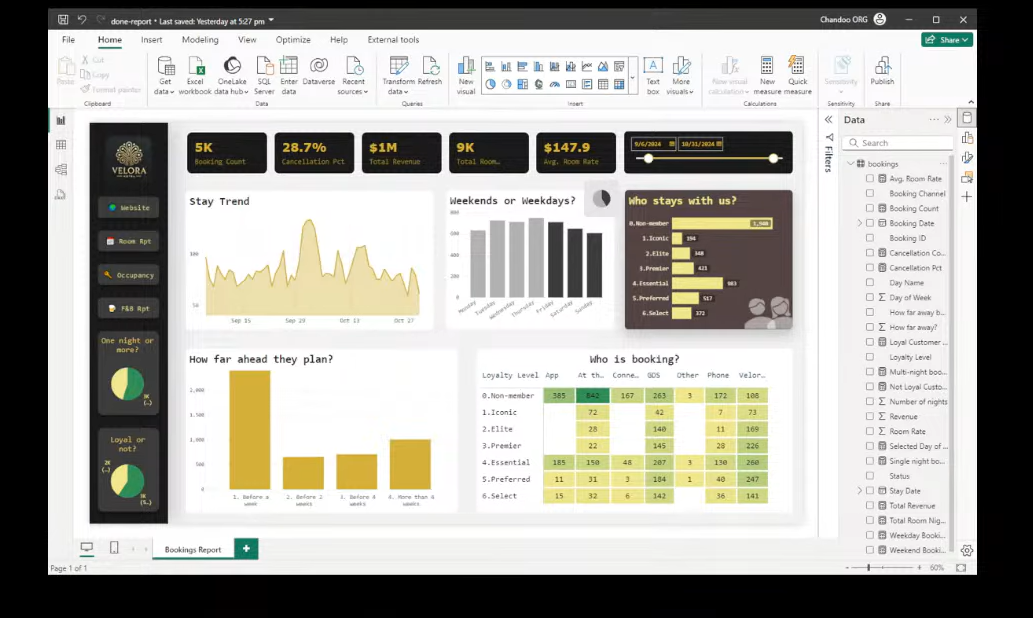 done-report • Last saved: Yesterday at 5:27 pm
Chandoo ORG
File Home Insert Modeling View Optimize Help External tools
Share
Paste
Cut
Copy
Format painter
Clipboard
Get data
Excel workbook
OneLake data hub
SQL Server
Enter data
Dataverse
Recent sources
Data
Transform data
Refresh
Queries
New visual
Text box
More visuals
Insert
New visual calculation
New measure
Quick measure
Calculations
Sensitivity
Sensitivity
Publish
Share
VELORA
Website
Room Rpt
Occupancy
F&B Rpt
One night or more?
3K
(…)
Loyal or not?
2K
(…)
3K
(5…)
5K
Booking Count
28.7%
Cancellation Pct
$1M
Total Revenue
9K
Total Room…
$147.9
Avg. Room Rate
9/6/2024 10/31/2024
Stay Trend
100
50
Sep 15 Sep 29 Oct 13 Oct 27
Weekends or Weekdays?
800
600
400
200
0
Monday Tuesday Wednesday Thursday Friday Saturday Sunday
Who stays with us?
0.Non-member 1,940
1.Iconic 194
2.Elite 348
3.Premier 421
4.Essential 983
5.Preferred 517
6.Select 372
How far ahead they plan?
2,000
1,500
1,000
500
0
1. Before a week
2. Before 2 weeks
3. Before 4 weeks
4. More than 4 weeks
Who is booking?
Loyalty Level App At th… Conne… GDS Other Phone Velor…
0.Non-member 385 842 167 263 3 172 108
1.Iconic 72 42 7 73
2.Elite 28 140 11 169
3.Premier 22 145 28 226
4.Essential 185 150 48 207 3 130 260
5.Preferred 11 31 3 184 1 40 247
6.Select 15 32 6 142 36 141
Filters
Data
Search
bookings
Avg. Room Rate
Booking Channel
Booking Count
Booking Date
Booking ID
Cancellation Co...
Cancellation Pct
Day Name
Day of Week
How far away b...
How far away?
Loyal Customer ...
Loyalty Level
Multi-night boo...
Not Loyal Custo...
Number of nights
Revenue
Room Rate
Selected Day of ...
Single night bo...
Status
Stay Date
Total Revenue
Total Room Nig...
Weekday Booki...
Weekend Booki...
Bookings Report
Page 1 of 1
60%